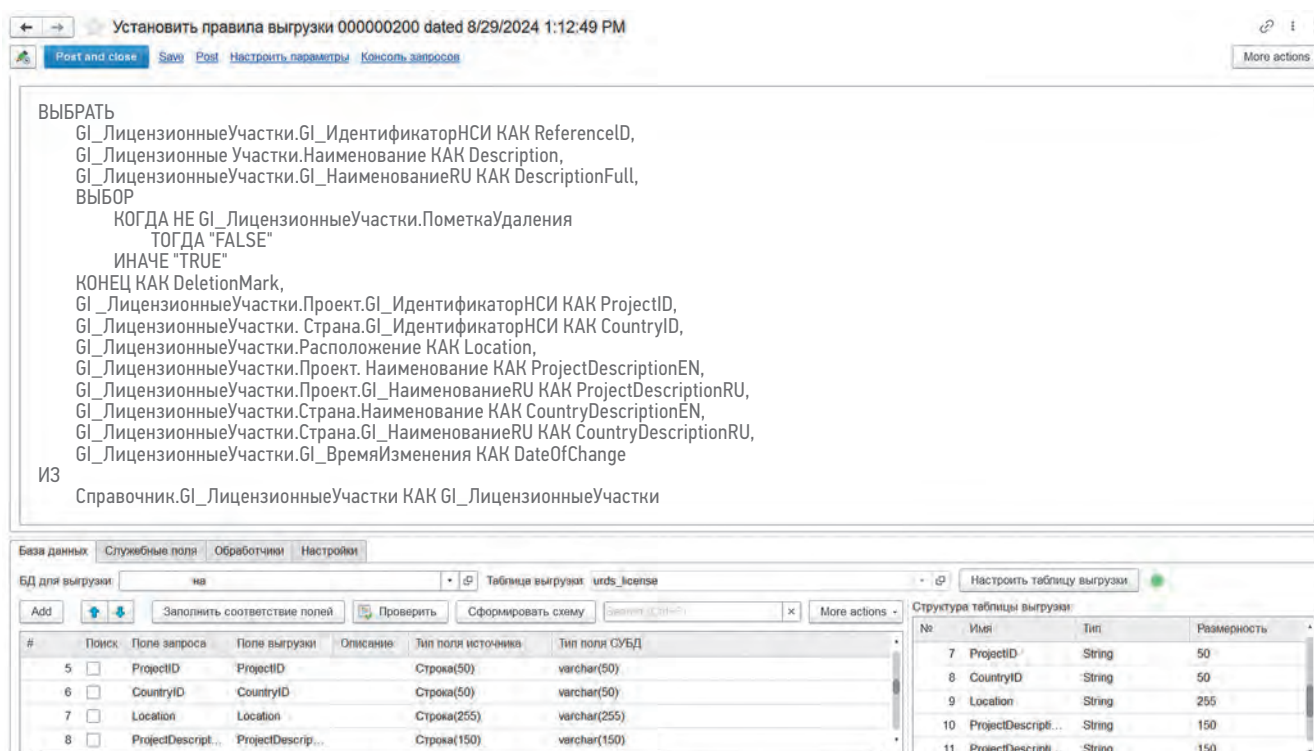 Установить правила выгрузки 000000200 dated 8/29/2024 1:12:49 PM
Post and close Save Post Настроить параметры Консоль запросов More actions
ВЫБРАТЬ
GI_ЛицензионныеУчастки.GI_ИдентификаторНСИ КАК ReferencelD,
GI_Лицензионные Участки.Наименование КАК Description,
GI_ЛицензионныеУчастки.GI_НаименованиеRU КАК DescriptionFull,
ВЫБОР
КОГДА НЕ GI_ЛицензионныеУчастки.ПометкаУдаления
ТОГДА "FALSE"
ИНАЧЕ "TRUE"
КОНЕЦ КАК DeletionMark,
GI _ЛицензионныеУчастки.Проект.GI_ИдентификаторНСИ КАК ProjectID,
GI_ЛицензионныеУчастки. Страна.GI_ИдентификаторНСИ КАК CountryID,
GI_ЛицензионныеУчастки.Расположение КАК Location,
GI_ЛицензионныеУчастки.Проект. Наименование КАК ProjectDescriptionEN,
GI_ЛицензионныеУчастки.Проект.GI_НаименованиеRU КАК ProjectDescriptionRU,
GI_ЛицензионныеУчастки.Страна.Наименование КАК CountryDescriptionEN,
GI_ЛицензионныеУчастки.Страна.GI_НаименованиеRU КАК CountryDescriptionRU,
GI_ЛицензионныеУчастки.GI_ВремяИзменения КАК DateOfChange
ИЗ
Справочник.GI_ЛицензионныеУчастки КАК GI_ЛицензионныеУчастки
База данных Служебные поля Обработчики Настройки
БД для выгрузки: на Таблица выгрузки: urds_license Настроить таблицу выгрузки
Add Заполнить соответствие полей Проверить Сформировать схему More actions Структура таблицы выгрузки:
# Поиск Поле запроса Поле выгрузки Описание Тип поля источника Тип поля СУБД № Имя Тип Размерность
5 ProjectID ProjectID Строка(50) varchar(50) 7 ProjectID String 50
6 CountryID CountryID Строка(50) varchar(50) 8 CountryID String 50
7 Location Location Строка(255) varchar(255) 9 Location String 255
8 ProjectDescript... ProjectDescrip... Строка(150) varchar(150) 10 ProjectDescripti... String 150
11 ProjectDescripti... String 150